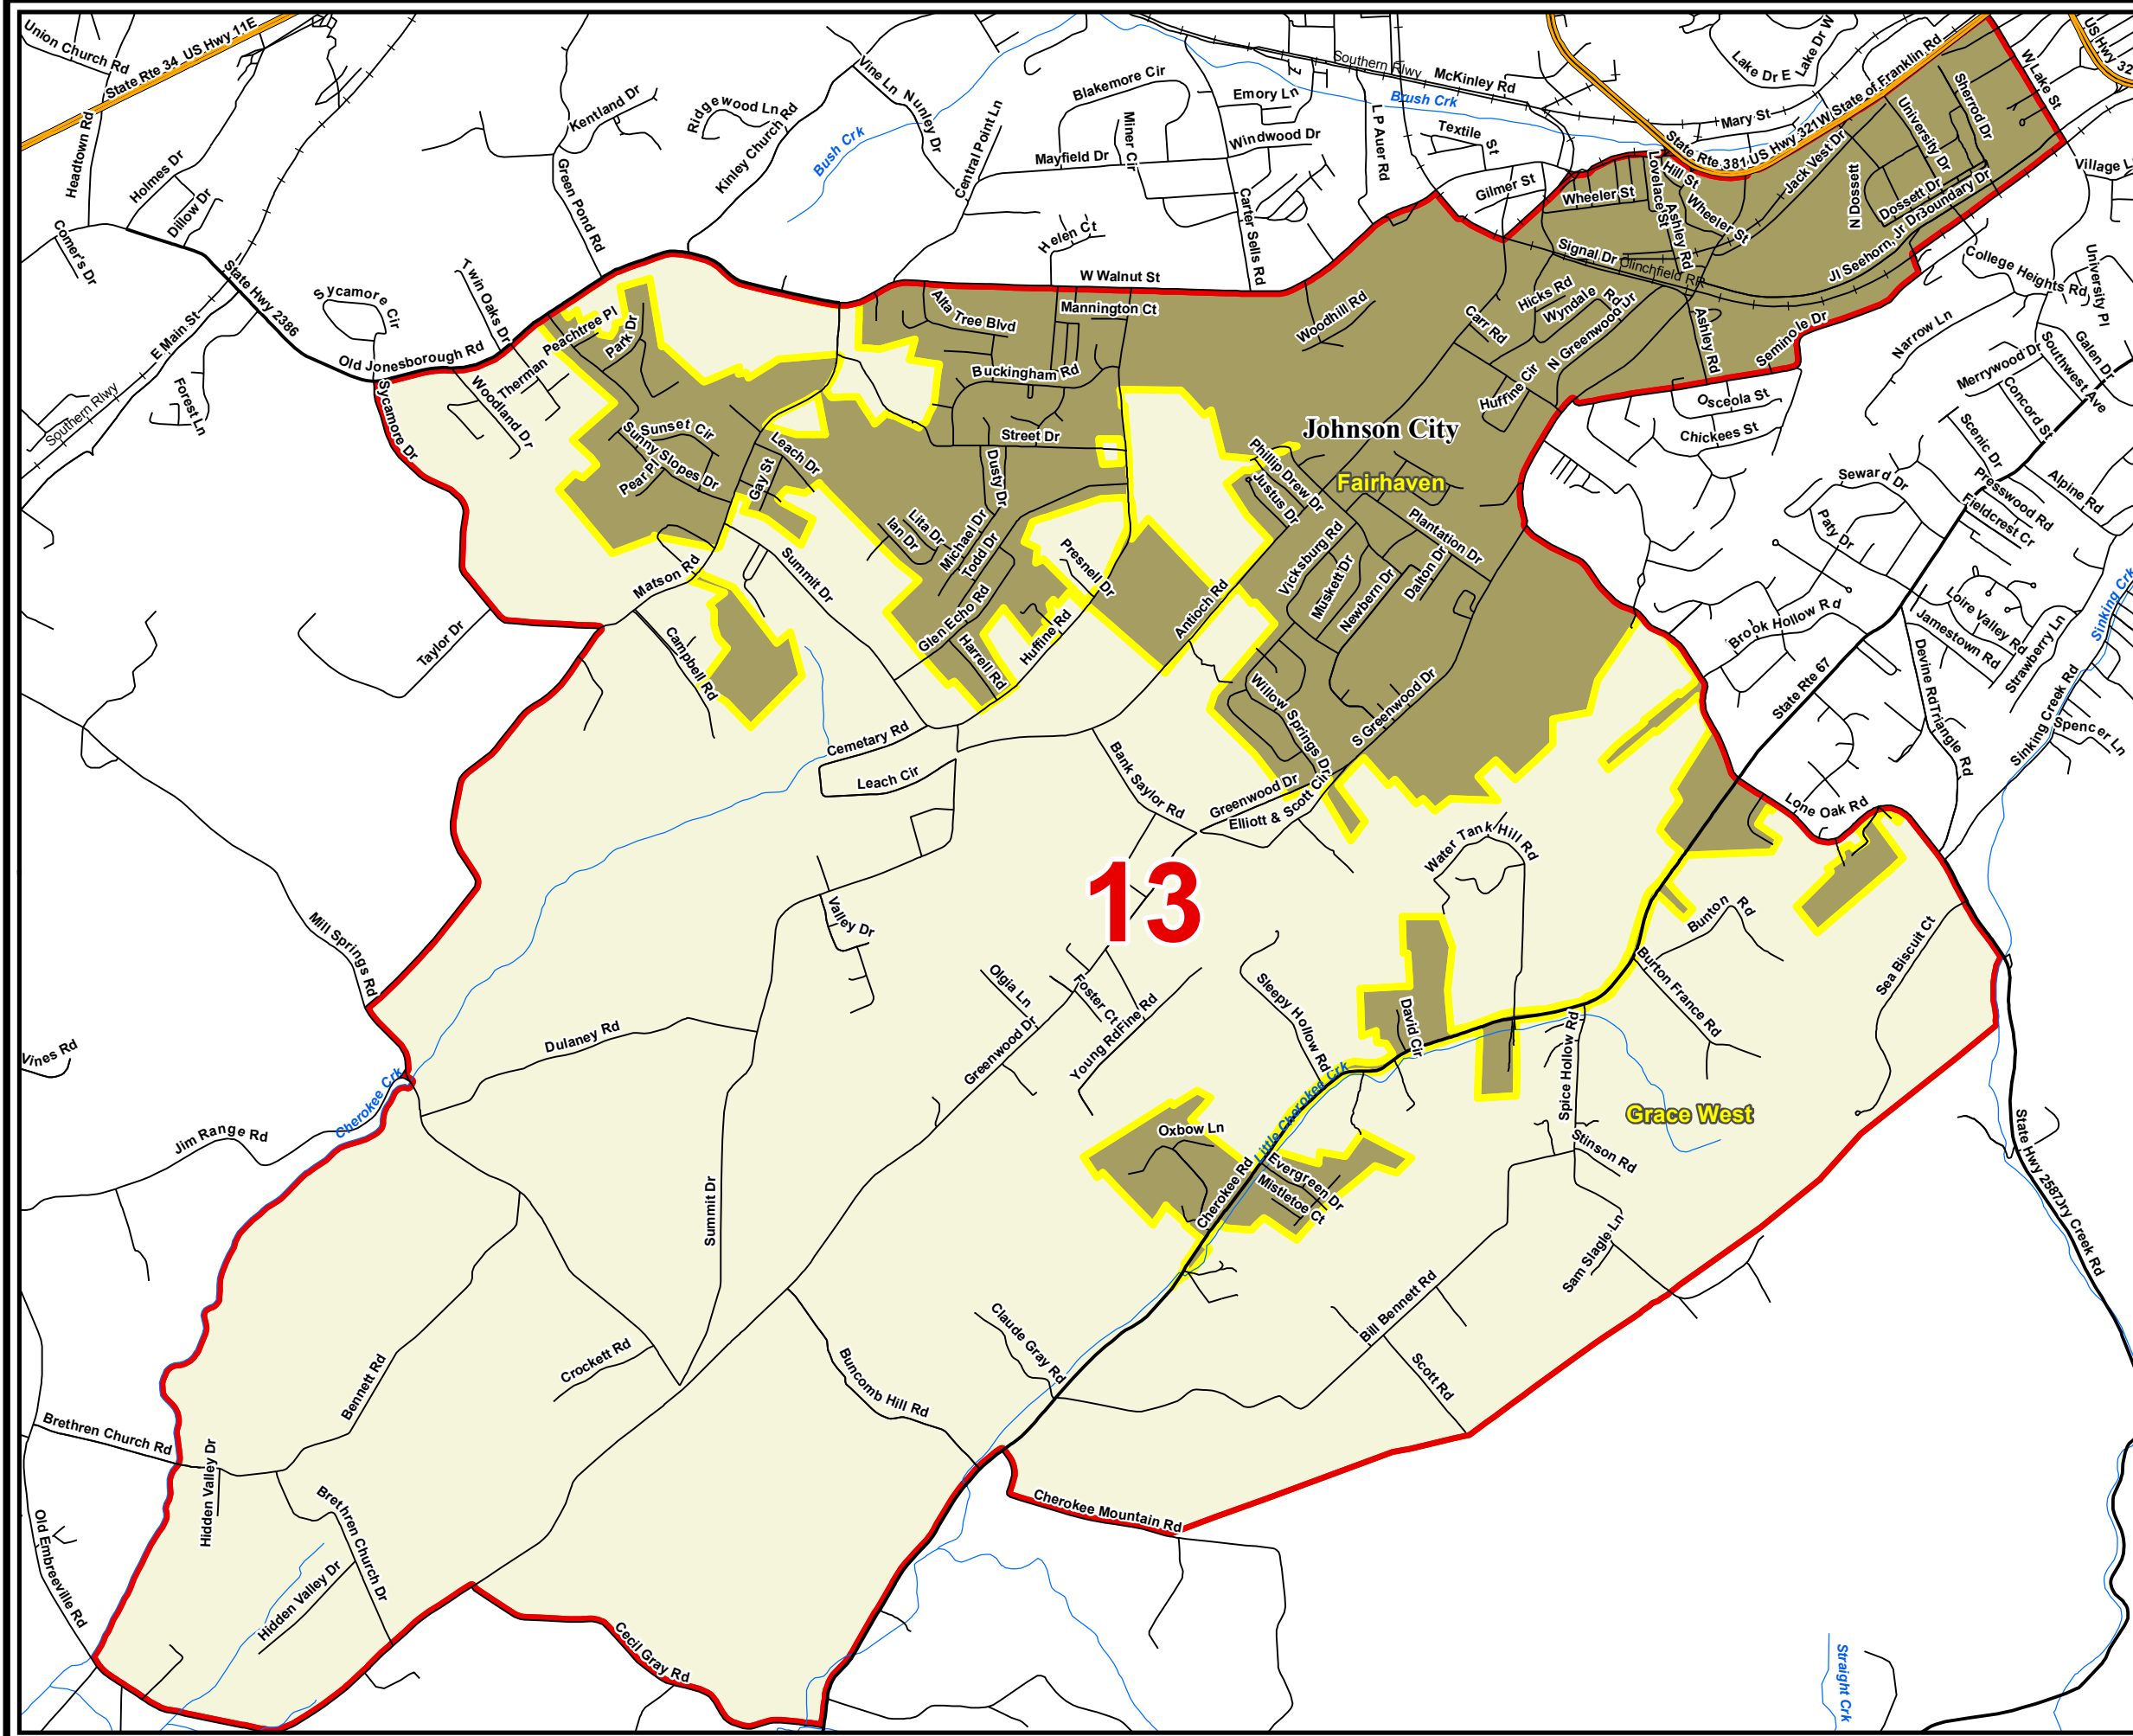 Union Church Rd
State Rte 34 US Hwy 11E
Headtown Rd
Holmes Dr
Dillow Dr
Comer's Dr
State Hwy 2386
E Main St
Southern Rlwy
Forest Ln
Sycamore Cir
Old Jonesborough Rd
Sycamore Dr
Twin Oaks Dr
Kentland Dr
Green Pond Rd
Ridgewood Ln
Kinley Church Rd
Vine Ln
Nunley Dr
Bush Crk
Central Point Ln
Blakemore Cir
Miner Cir
Mayfield Dr
Emory Ln
Windwood Dr
Helen Ct
Carter Sells Rd
W Walnut St
L P Auer Rd
Southern Rlwy
McKinley Rd
Brush Crk
Textile St
Gilmer St
Mary St
Lake Dr E
Lake Dr W
W State of Franklin Rd
State Rte 381 US Hwy 321
US Hwy 32
W Lake St
Sherrod Dr
University Dr
Jack Vest Dr
N Dossett
Dossett Dr
Boundary Dr
Jl Seehorn, Jr Dr
Village L
College Heights Rd
University Pl
Wheeler St
Lovelace St
Hill St
Wheeler St
Ashley Rd
Signal Dr
Clinchfield RR
Ashley Rd
Seminole Dr
Osceola St
Chickees St
Narrow Ln
Merrywood Dr
Southwest Ave
Galen Dr
Concord St
Scenic Dr
Alpine Rd
Presswood Rd
Fieldcrest Cr
Seward Dr
Paty Dr
Brook Hollow Rd
State Rte 67
Loire Valley Rd
Jamestown Rd
Strawberry Ln
Devine Rd
Triangle Rd
Sinking Creek Rd
Sinking Crk
Spencer Ln
Lone Oak Rd
Peachtree Pl
Park Dr
Therman
Woodland Dr
Sunset Cir
Sunny Slopes Dr
Pear Pl
Leach Dr
Gay St
Matson Rd
Summit Dr
Campbell Rd
Taylor Dr
Alta Tree Blvd
Mannington Ct
Buckingham Rd
Street Dr
Dusty Dr
Ian Dr
Lita Dr
Michael Dr
Todd Dr
Glen Echo Rd
Harrell Rd
Huffine Rd
Presnell Dr
Woodhill Rd
Carr Rd
Hicks Rd
Wyndale Rd
N Greenwood Dr
Huffine Cir
Johnson City
Fairhaven
Phillip Drew Dr
Justus Dr
Vicksburg Rd
Muskett Dr
Newbern Dr
Dalton Dr
Plantation Dr
Antioch Rd
Willow Springs Dr
S Greenwood Dr
Greenwood Dr
Elliott & Scott Cir
Bank Saylor Rd
Cemetary Rd
Leach Cir
13
Water Tank Hill Rd
Bunton Rd
Burton France Rd
Sea Biscuit Ct
Valley Dr
Olgia Ln
Foster Ct
Greenwood Dr
Young Rd
Fine Rd
Sleepy Hollow Rd
David Cir
Spice Hollow Rd
Little Cherokee Crk
Grace West
Stinson Rd
Oxbow Ln
Evergreen Dr
Mistletoe Ct
Cherokee Rd
Sam Slagle Ln
Bill Bennett Rd
Scott Rd
Claude Gray Rd
Buncomb Hill Rd
Cherokee Mountain Rd
Mill Springs Rd
Vines Rd
Cherokee Crk
Jim Range Rd
Dulaney Rd
Summit Dr
Crockett Rd
Bennett Rd
Brethren Church Rd
Hidden Valley Dr
Brethren Church Dr
Hidden Valley Dr
Old Embreeville Rd
Cecil Gray Rd
State Hwy 2587
Dry Creek Rd
Straight Crk